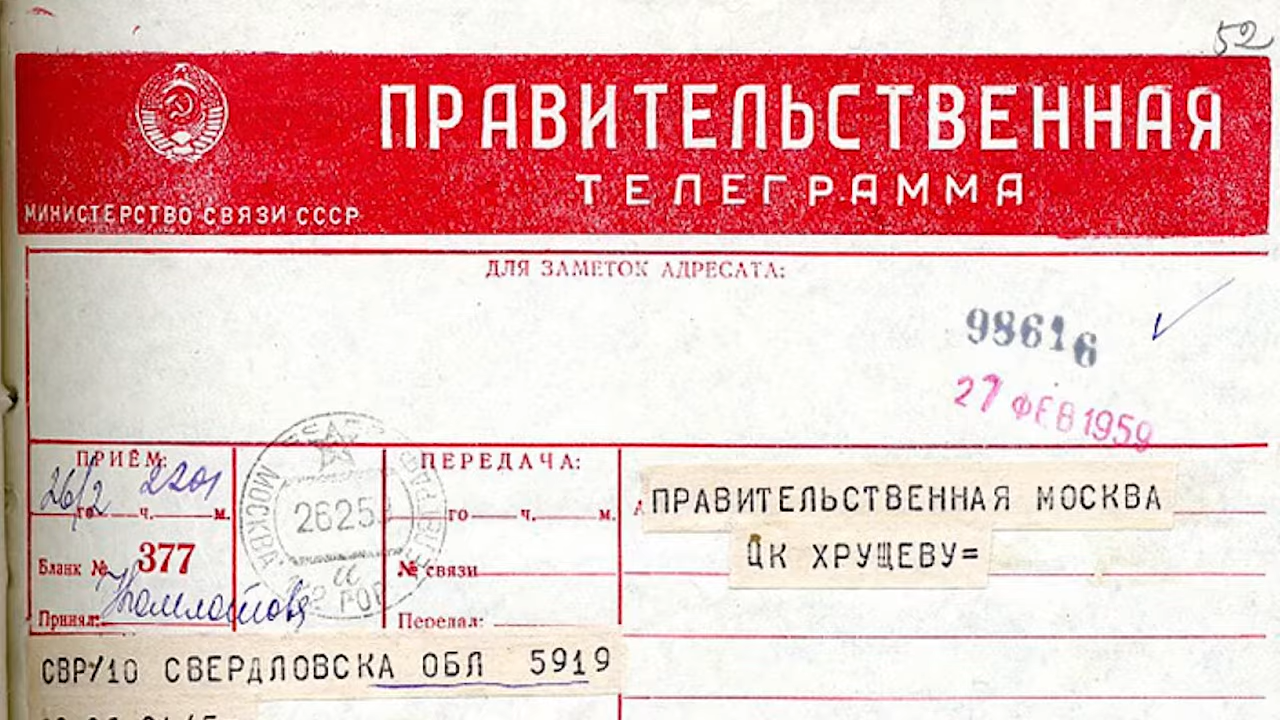 52
ПРАВИТЕЛЬСТВЕННАЯ
ТЕЛЕГРАММА
МИНИСТЕРСТВО СВЯЗИ СССР
ДЛЯ ЗАМЕТОК АДРЕСАТА:
98616
27 ФЕВ 1959
ПРИЁМ:
26/2 2201
го ч. м.
Бланк № 377
Принял:
МОСКВА
26259
ПЕРЕДАЧА:
го ч. м.
№ связи
Передал:
ПРАВИТЕЛЬСТВЕННАЯ МОСКВА
ЦК ХРУЩЕВУ=
СВР/10 СВЕРДЛОВСКА ОБЛ 5919